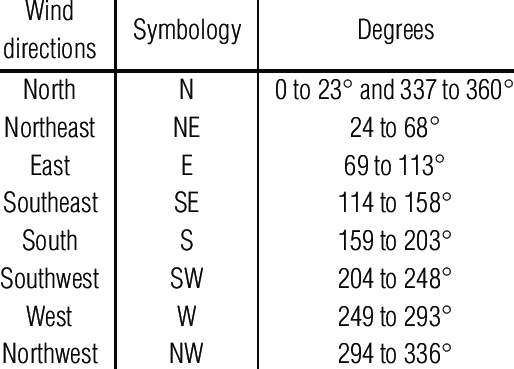 Wind directions Symbology Degrees
North N 0 to 23° and 337 to 360°
Northeast NE 24 to 68°
East E 69 to 113°
Southeast SE 114 to 158°
South S 159 to 203°
Southwest SW 204 to 248°
West W 249 to 293°
Northwest NW 294 to 336°